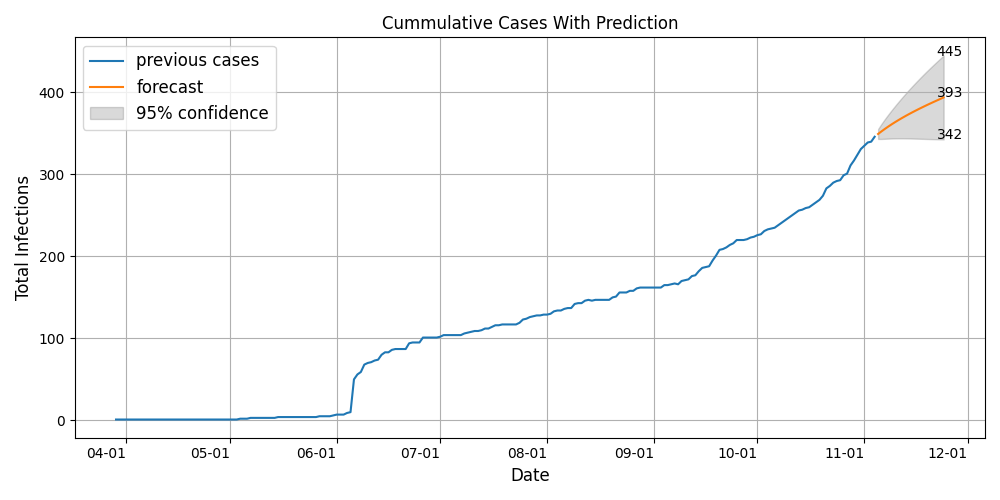 Cummulative Cases With Prediction
previous cases
forecast
95% confidence
445
393
342
400
300
200
100
0
Total Infections
04-01 05-01 06-01 07-01 08-01 09-01 10-01 11-01 12-01
Date